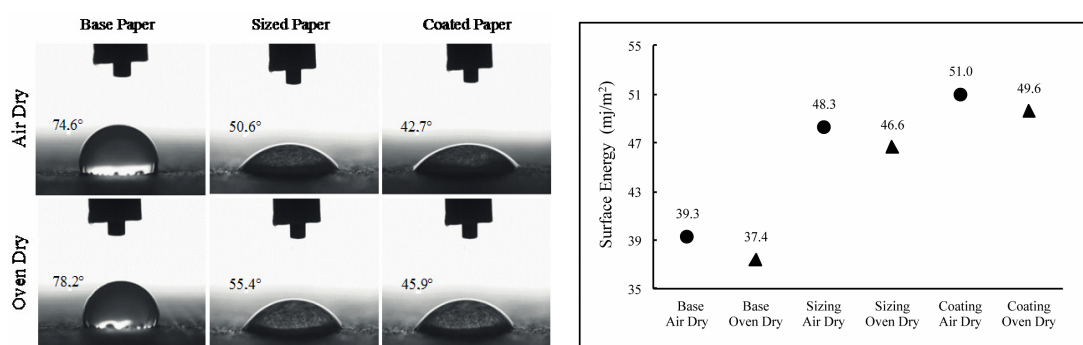 Base Paper
Sized Paper
Coated Paper
Air Dry
74.6°
50.6°
42.7°
Oven Dry
78.2°
55.4°
45.9°
Surface Energy (mj/m²)
55
51
47
43
39
35
39.3
37.4
48.3
46.6
51.0
49.6
Base
Air Dry
Base
Oven Dry
Sizing
Air Dry
Sizing
Oven Dry
Coating
Air Dry
Coating
Oven Dry